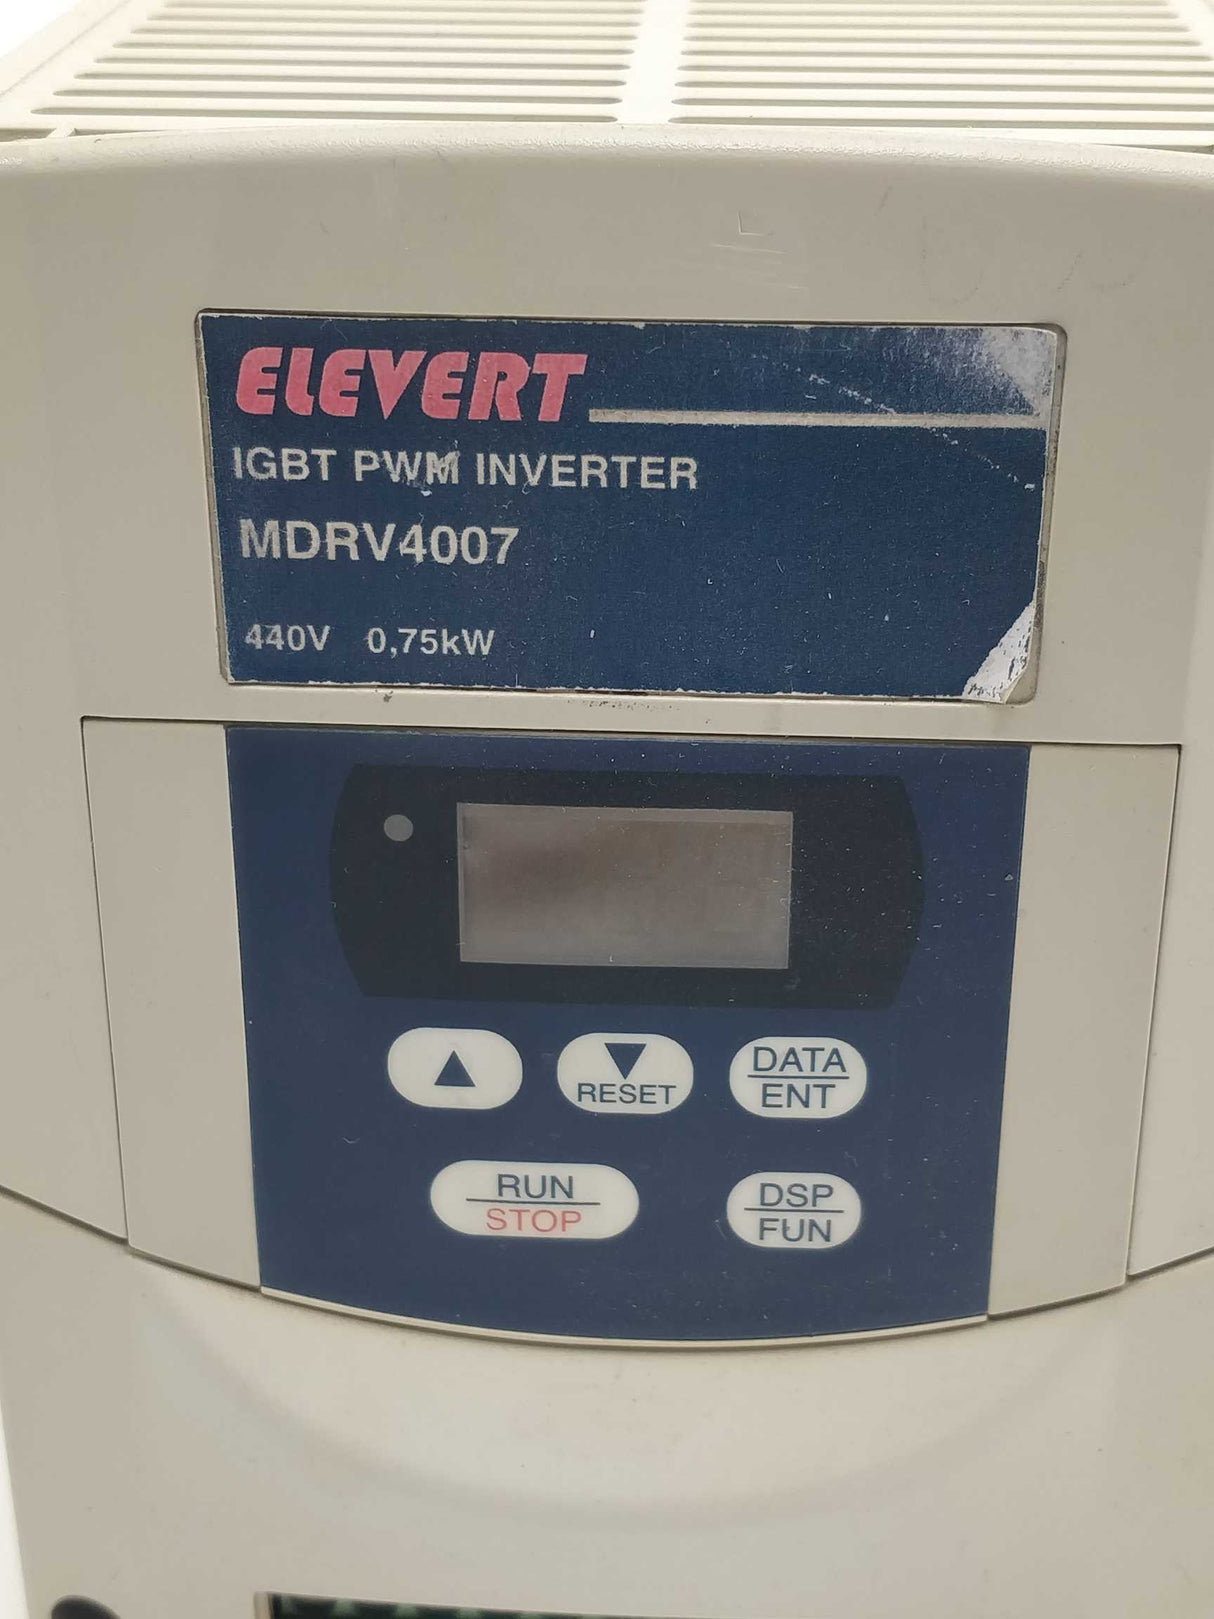 ELEVERT
IGBT PWM INVERTER
MDRV4007
440V 0,75kW
▲
▼
RESET
DATA
ENT
RUN
STOP
DSP
FUN